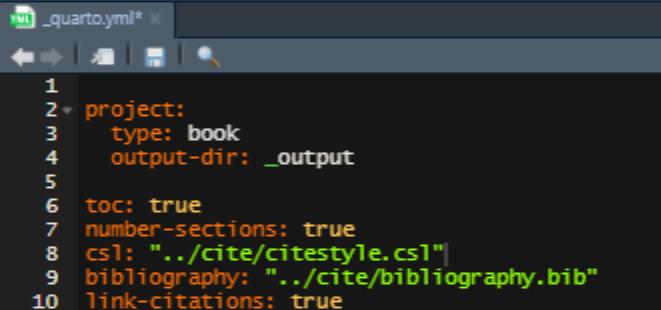 _quarto.yml*
1
2 project:
3 type: book
4 output-dir: _output
5
6 toc: true
7 number-sections: true
8 csl: "../cite/citestyle.csl"
9 bibliography: "../cite/bibliography.bib"
10 link-citations: true